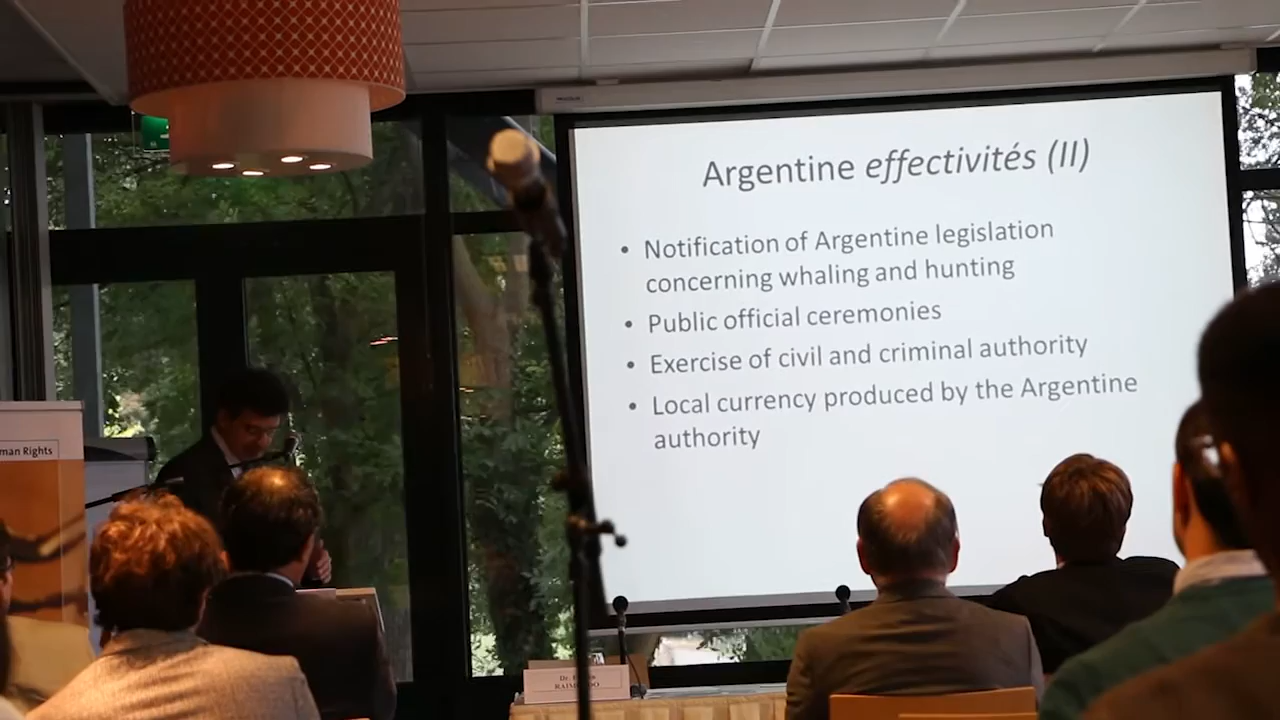 Argentine effectivités (II)
• Notification of Argentine legislation
concerning whaling and hunting
• Public official ceremonies
• Exercise of civil and criminal authority
• Local currency produced by the Argentine
authority
man Rights
Dr.